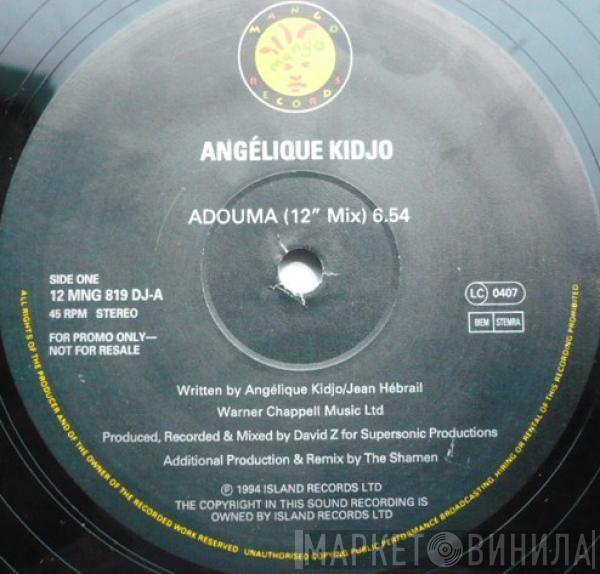 MANGO
mango
RECORDS
ANGÉLIQUE KIDJO
ADOUMA (12" Mix) 6.54
SIDE ONE
12 MNG 819 DJ-A
45 RPM STEREO
FOR PROMO ONLY—
NOT FOR RESALE
LC 0407
BIEM STEMRA
Written by Angélique Kidjo/Jean Hébrail
Warner Chappell Music Ltd
Produced, Recorded & Mixed by David Z for Supersonic Productions
Additional Production & Remix by The Shamen
℗ 1994 ISLAND RECORDS LTD
THE COPYRIGHT IN THIS SOUND RECORDING IS
OWNED BY ISLAND RECORDS LTD
ALL RIGHTS OF THE PRODUCER AND OF THE OWNER OF THE RECORDED WORK RESERVED UNAUTHORISED COPYING PUBLIC PERFORMANCE BROADCASTING HIRING OR RENTAL OF THIS RECORDING PROHIBITED
МАРКЕТ ВИНИЛА